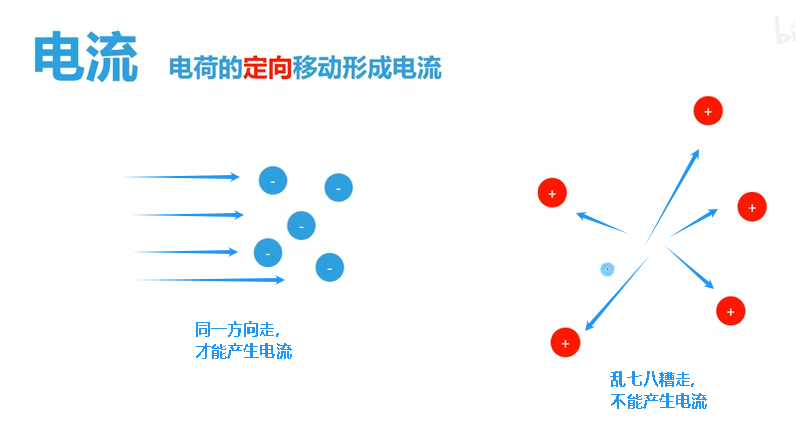 电流 电荷的定向移动形成电流
同一方向走,
才能产生电流
乱七八糟走,
不能产生电流